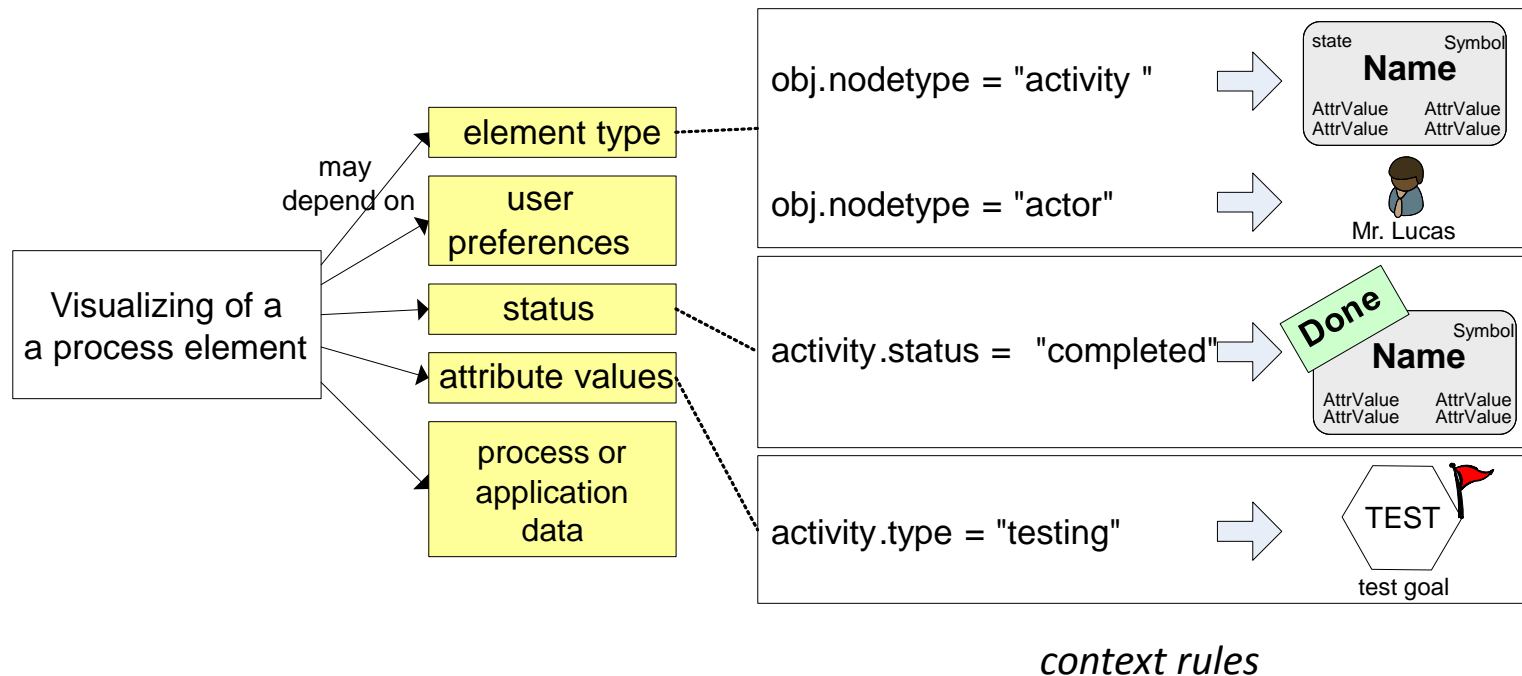 Visualizing of a
a process element
may
depend on
element type
user
preferences
status
attribute values
process or
application
data
obj.nodetype = "activity "
state Symbol
Name
AttrValue AttrValue
AttrValue AttrValue
obj.nodetype = "actor"
Mr. Lucas
activity.status = "completed"
Done
Symbol
Name
AttrValue AttrValue
AttrValue AttrValue
activity.type = "testing"
TEST
test goal
context rules